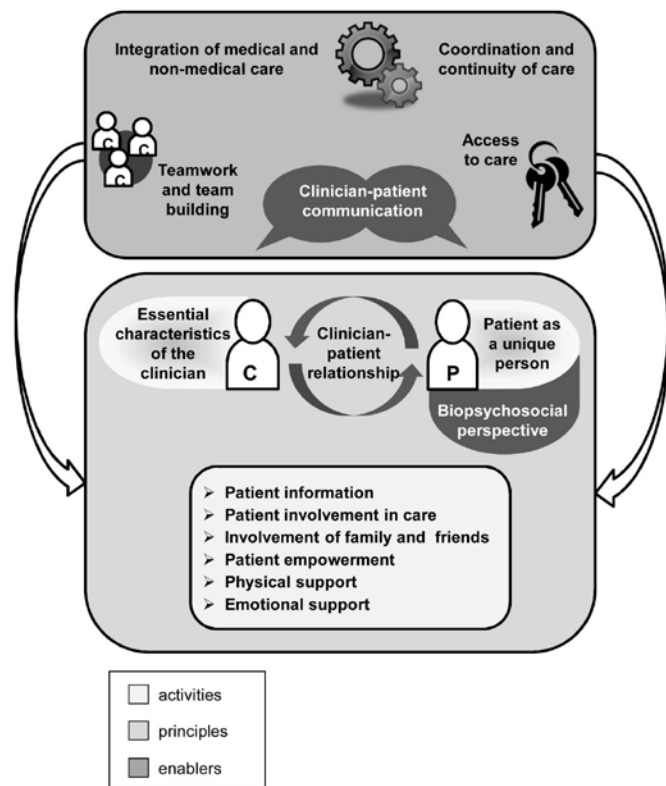 Integration of medical and
non-medical care
Coordination and
continuity of care
C
C
C
Teamwork
and team
building
Clinician-patient
communication
Access
to care
Essential
characteristics
of the
clinician
C
Clinician-
patient
relationship
P
Patient as
a unique
person
Biopsychosocial
perspective
➢ Patient information
➢ Patient involvement in care
➢ Involvement of family and friends
➢ Patient empowerment
➢ Physical support
➢ Emotional support
activities
principles
enablers